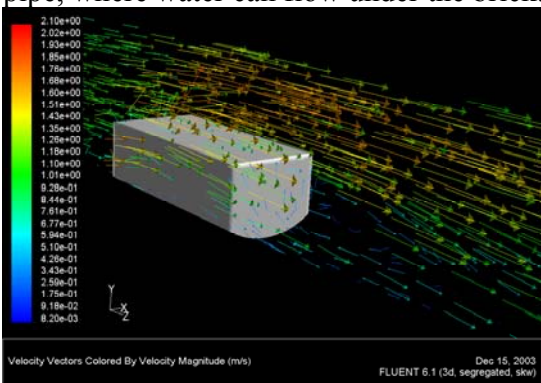 pipe, where water can flow under the
2.10e+00
2.02e+00
1.93e+00
1.85e+00
1.76e+00
1.68e+00
1.60e+00
1.51e+00
1.43e+00
1.35e+00
1.26e+00
1.18e+00
1.10e+00
1.01e+00
9.28e-01
8.44e-01
7.61e-01
6.77e-01
5.94e-01
5.10e-01
4.26e-01
3.43e-01
2.59e-01
1.75e-01
9.18e-02
8.20e-03
Y
X
Z
Velocity Vectors Colored By Velocity Magnitude (m/s)
Dec 15, 2003
FLUENT 6.1 (3d, segregated, skw)